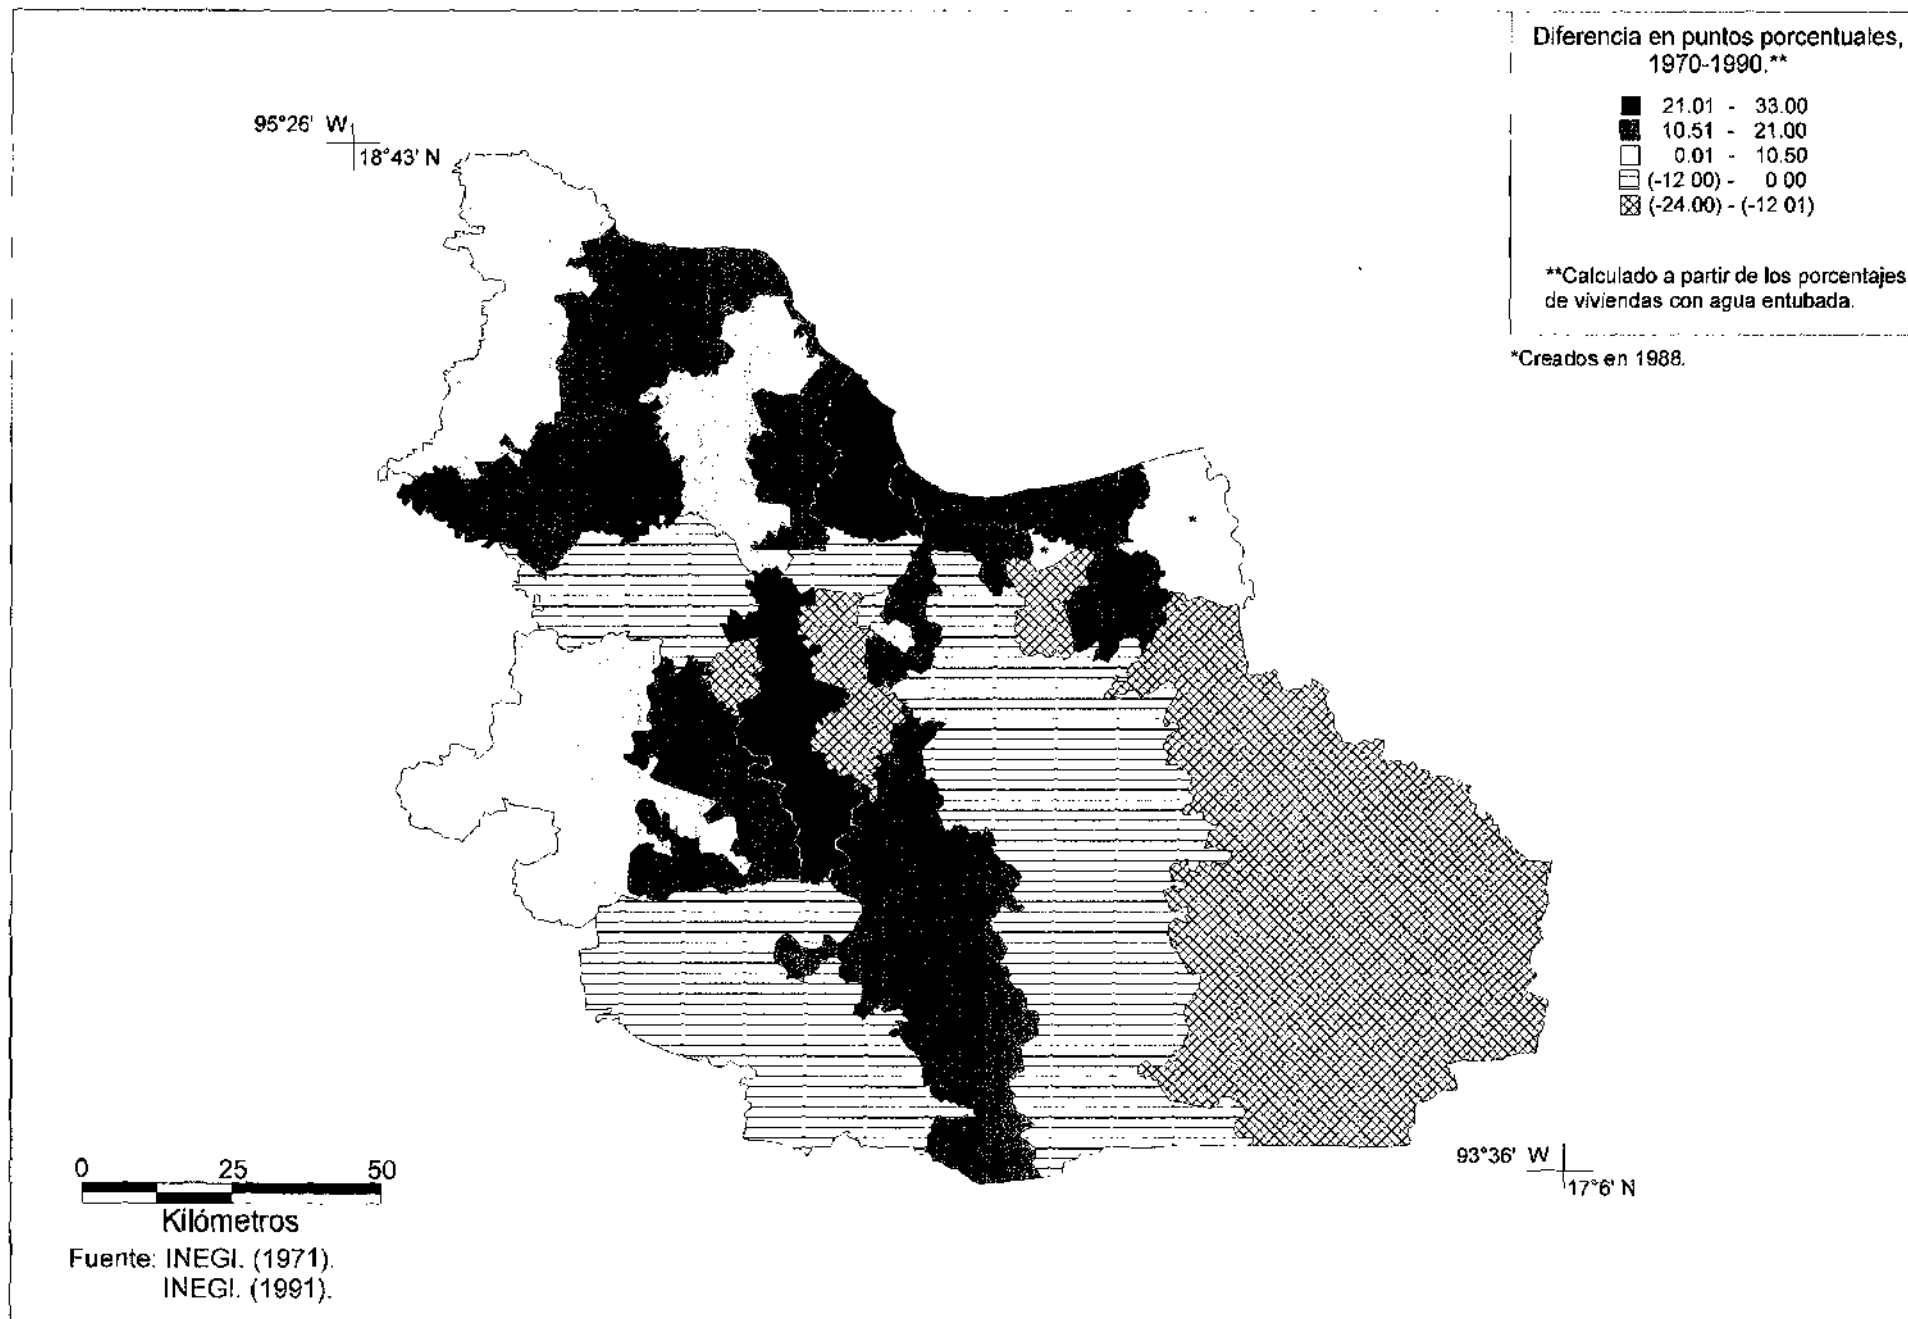 Diferencia en puntos porcentuales,
1970-1990.**
21.01 - 33.00
10.51 - 21.00
0.01 - 10.50
(-12 00) - 0 00
(-24.00) - (-12 01)
**Calculado a partir de los porcentajes
de viviendas con agua entubada.
*Creados en 1988.
95°26' W
18°43' N
*
*
93°36' W
17°6' N
0 25 50
Kilómetros
Fuente: INEGI. (1971).
INEGI. (1991).